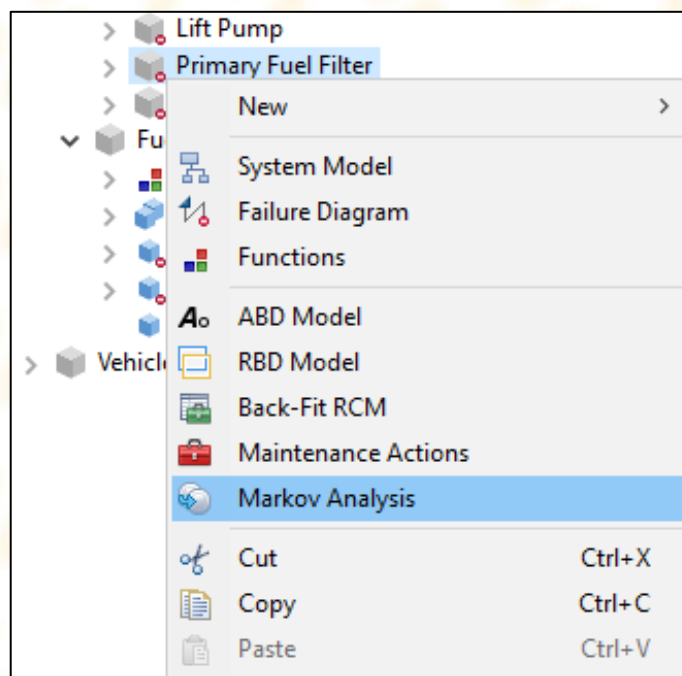 Lift Pump
Primary Fuel Filter
New
System Model
Failure Diagram
Functions
ABD Model
RBD Model
Vehicle
Back-Fit RCM
Maintenance Actions
Markov Analysis
Cut Ctrl+X
Copy Ctrl+C
Paste Ctrl+V